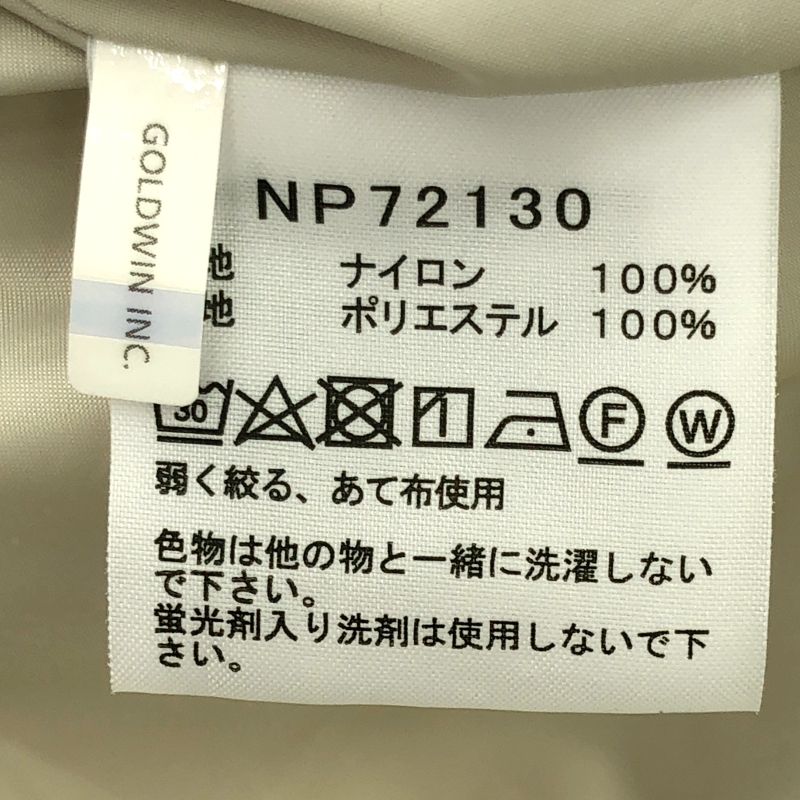 GOLDWIN INC.
NP72130
地 ナイロン 100%
地 ポリエステル 100%
30
F
W
弱く絞る、あて布使用
色物は他の物と一緒に洗濯しない
で下さい。
蛍光剤入り洗剤は使用しないで下
さい。